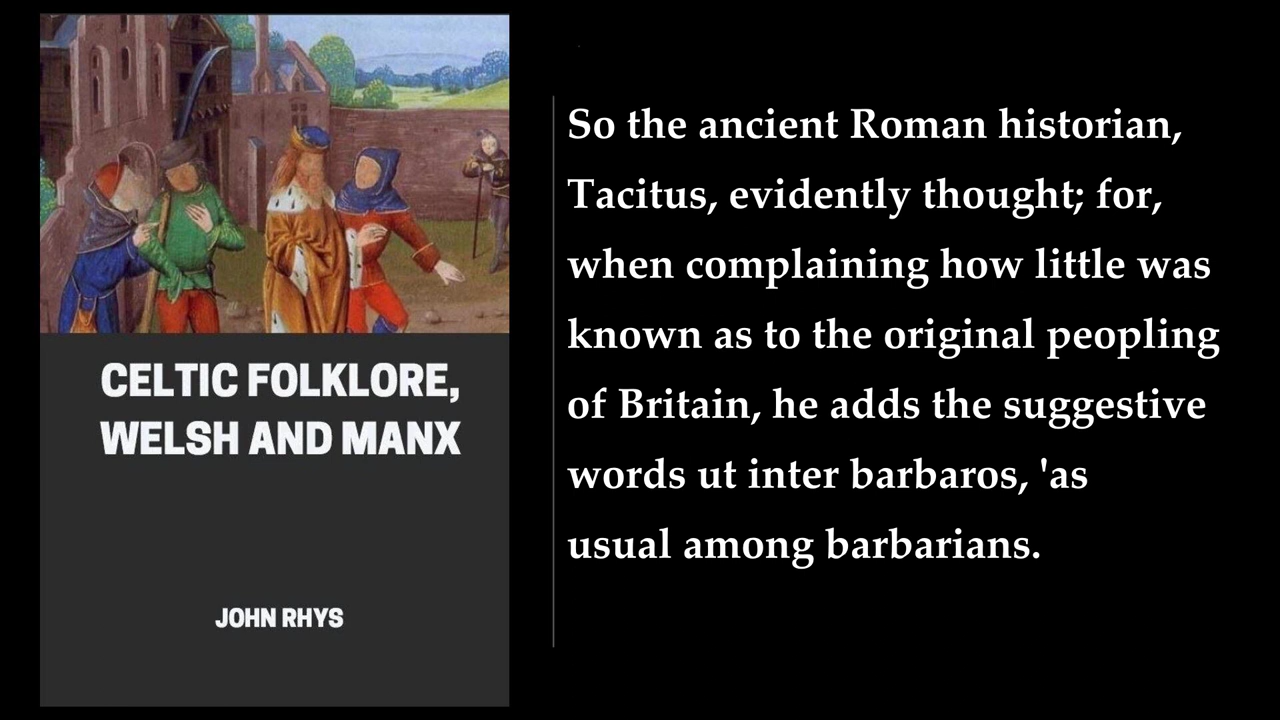 CELTIC FOLKLORE,
WELSH AND MANX
JOHN RHYS
So the ancient Roman historian,
Tacitus, evidently thought; for,
when complaining how little was
known as to the original peopling
of Britain, he adds the suggestive
words ut inter barbaros, 'as
usual among barbarians.